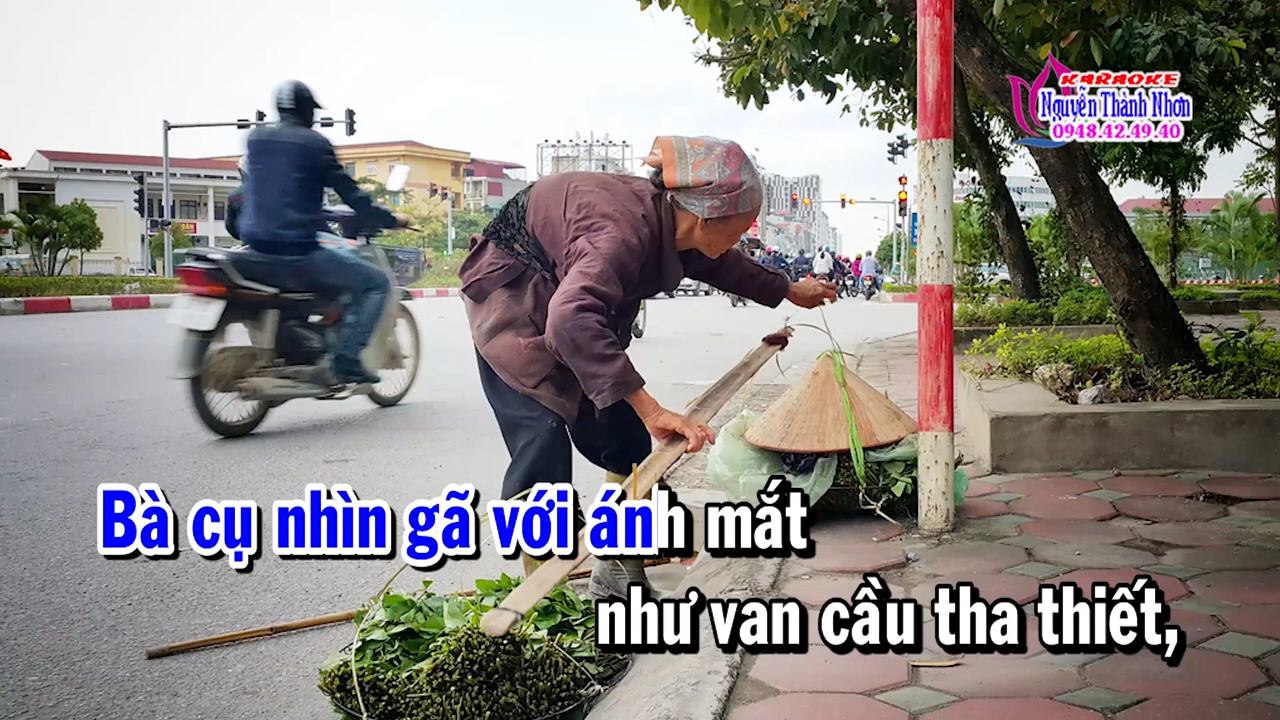 KARAOKE
Nguyễn Thành Nhơn
0948.42.49.40
Bà cụ nhìn gã với ánh mắt
như van cầu tha thiết,